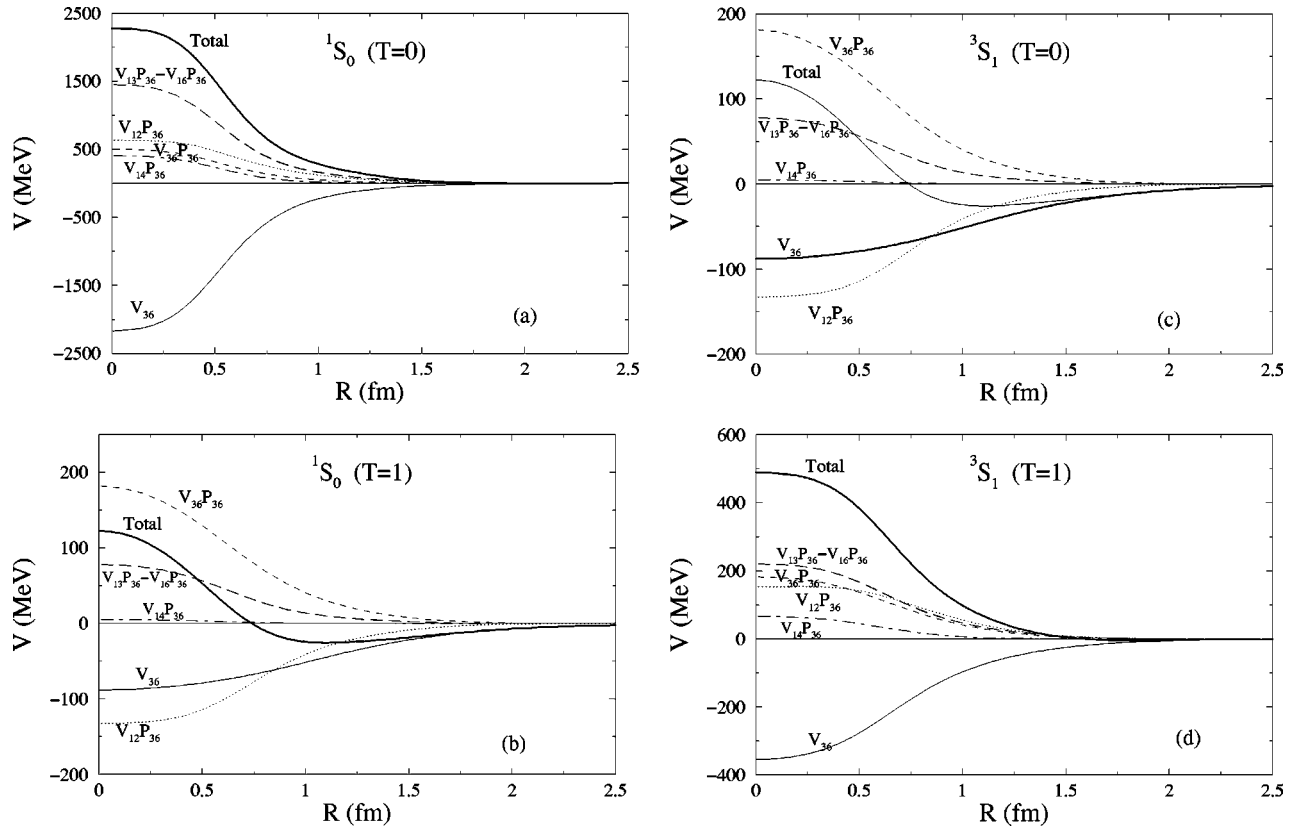 2500
1500
500
−500
−1500
−2500
V (MeV)
Total
¹S₀ (T=0)
V₁₃P₃₆−V₁₆P₃₆
V₁₂P₃₆
V₃₆P₃₆
V₁₄P₃₆
V₃₆
(a)
0 0.5 1 1.5 2 2.5
R (fm)
200
100
0
−100
−200
V (MeV)
V₃₆P₃₆
³S₁ (T=0)
Total
V₁₃P₃₆−V₁₆P₃₆
V₁₄P₃₆
V₃₆
V₁₂P₃₆
(c)
0 0.5 1 1.5 2 2.5
R (fm)
200
100
0
−100
−200
V (MeV)
¹S₀ (T=1)
V₃₆P₃₆
Total
V₁₃P₃₆−V₁₆P₃₆
V₁₄P₃₆
V₃₆
V₁₂P₃₆
(b)
0 0.5 1 1.5 2 2.5
R (fm)
600
400
200
0
−200
−400
V (MeV)
Total
³S₁ (T=1)
V₁₃P₃₆−V₁₆P₃₆
V₃₆P₃₆
V₁₂P₃₆
V₁₄P₃₆
V₃₆
(d)
0 0.5 1 1.5 2 2.5
R (fm)